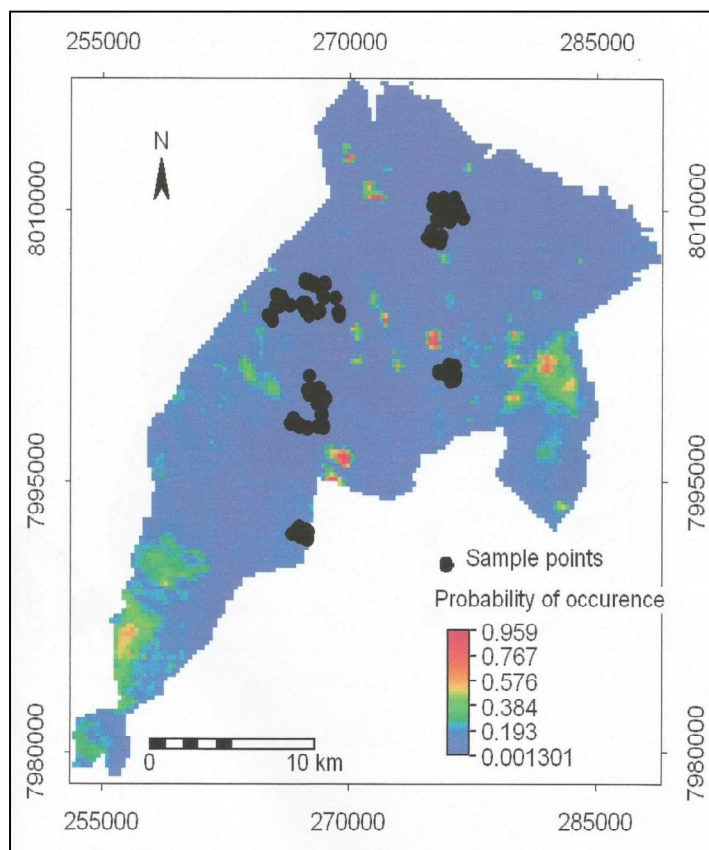 255000 270000 285000
N
8010000 8010000
7995000 7995000
Sample points
Probability of occurence
0.959
0.767
0.576
0.384
0.193
0.001301
0 10 km
7980000 7980000
255000 270000 285000